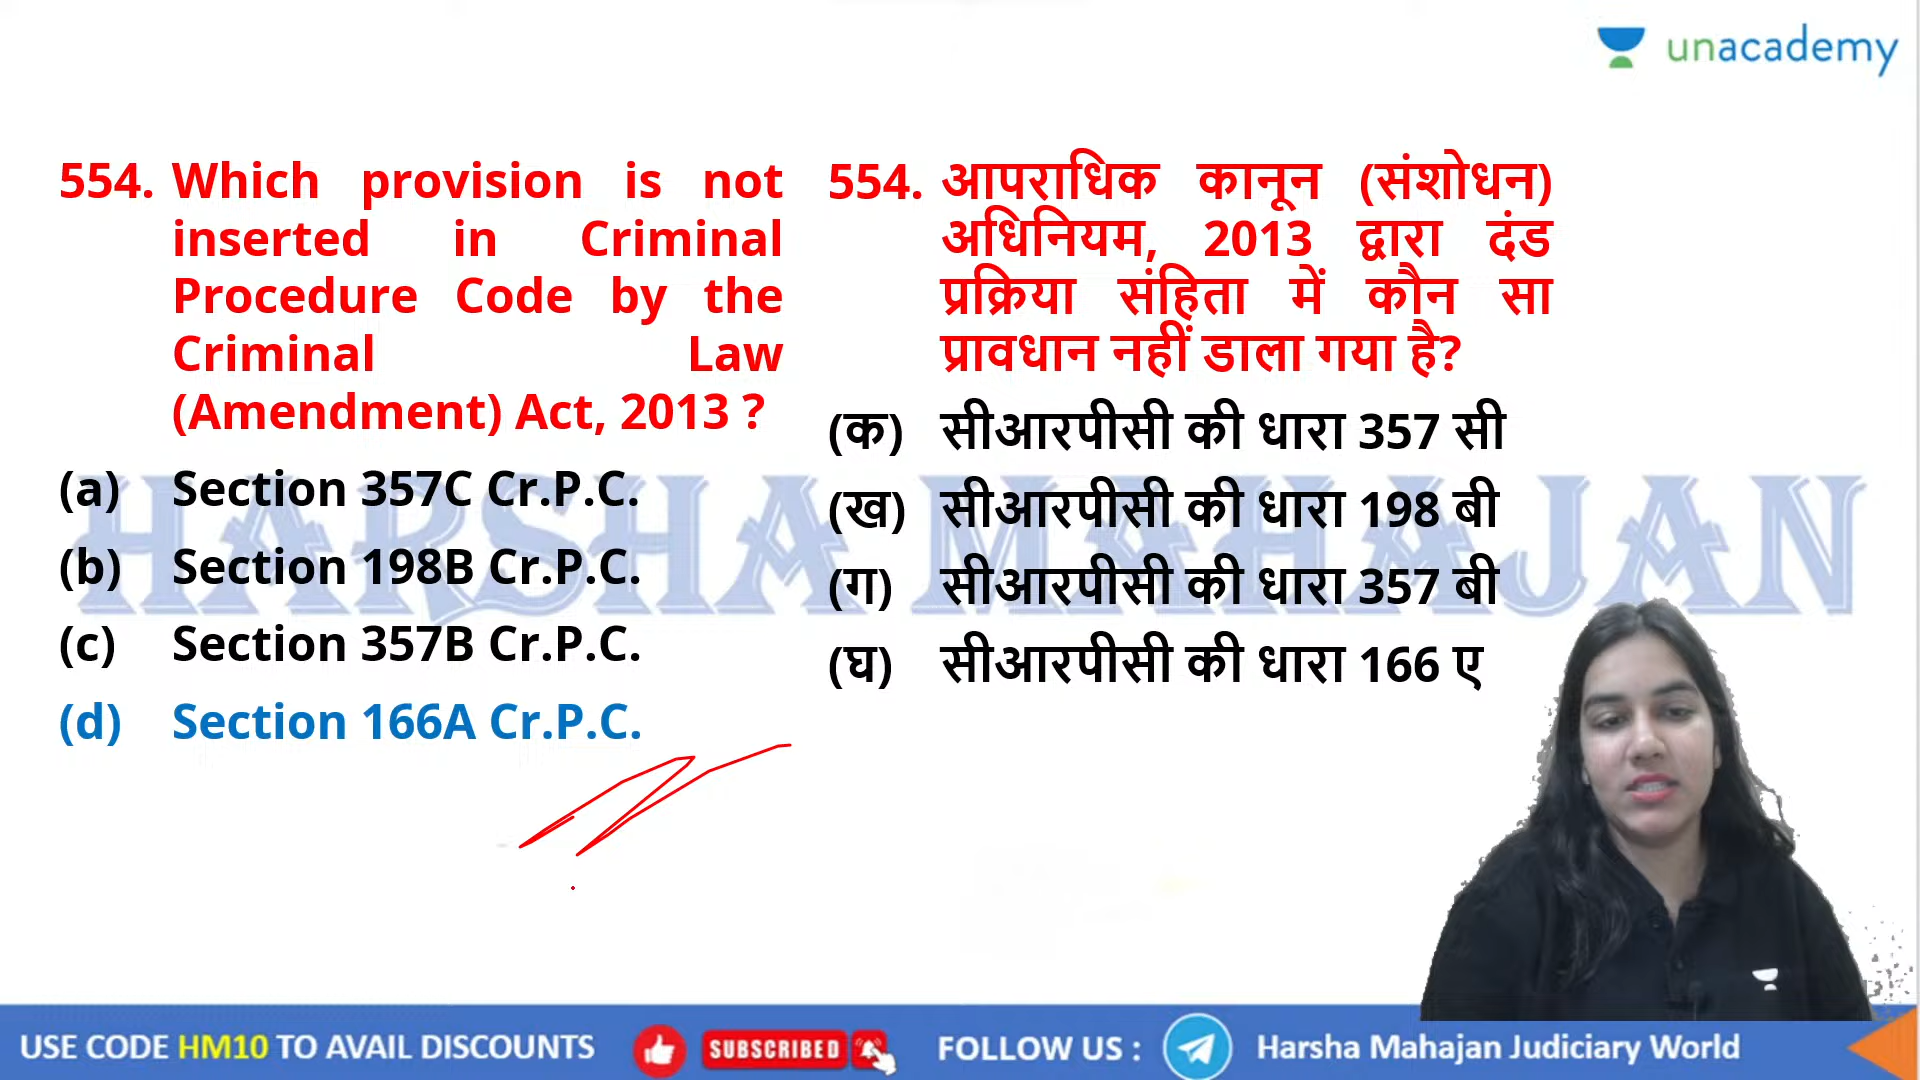 unacademy
554. Which provision is not
inserted in Criminal
Procedure Code by the
Criminal Law
(Amendment) Act, 2013 ?
(a) Section 357C Cr.P.C.
(b) Section 198B Cr.P.C.
(c) Section 357B Cr.P.C.
(d) Section 166A Cr.P.C.
554. आपराधिक कानून (संशोधन)
अधिनियम, 2013 द्वारा दंड
प्रक्रिया संहिता में कौन सा
प्रावधान नहीं डाला गया है?
(क) सीआरपीसी की धारा 357 सी
(ख) सीआरपीसी की धारा 198 बी
(ग) सीआरपीसी की धारा 357 बी
(घ) सीआरपीसी की धारा 166 ए
HARSHA MAHAJAN
USE CODE HM10 TO AVAIL DISCOUNTS
SUBSCRIBED
FOLLOW US :
Harsha Mahajan Judiciary World